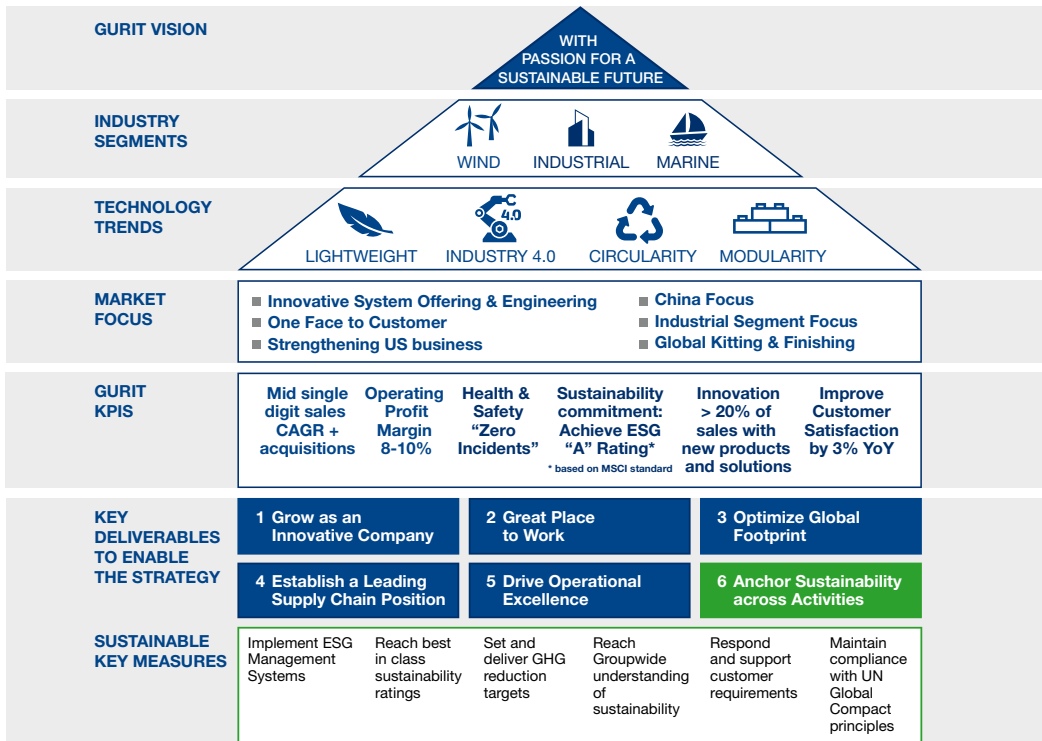 GURIT VISION
WITH
PASSION FOR A
SUSTAINABLE FUTURE
INDUSTRY
SEGMENTS
WIND
INDUSTRIAL
MARINE
TECHNOLOGY
TRENDS
4.0
LIGHTWEIGHT
INDUSTRY 4.0
CIRCULARITY
MODULARITY
MARKET
FOCUS
Innovative System Offering & Engineering
One Face to Customer
Strengthening US business
China Focus
Industrial Segment Focus
Global Kitting & Finishing
GURIT
KPIS
Mid single
digit sales
CAGR +
acquisitions
Operating
Profit
Margin
8-10%
Health &
Safety
“Zero
Incidents”
Sustainability
commitment:
Achieve ESG
“A” Rating*
* based on MSCI standard
Innovation
> 20% of
sales with
new products
and solutions
Improve
Customer
Satisfaction
by 3% YoY
KEY
DELIVERABLES
TO ENABLE
THE STRATEGY
1 Grow as an
Innovative Company
2 Great Place
to Work
3 Optimize Global
Footprint
4 Establish a Leading
Supply Chain Position
5 Drive Operational
Excellence
6 Anchor Sustainability
across Activities
SUSTAINABLE
KEY MEASURES
Implement ESG
Management
Systems
Reach best
in class
sustainability
ratings
Set and
deliver GHG
reduction
targets
Reach
Groupwide
understanding
of
sustainability
Respond
and support
customer
requirements
Maintain
compliance
with UN
Global
Compact
principles